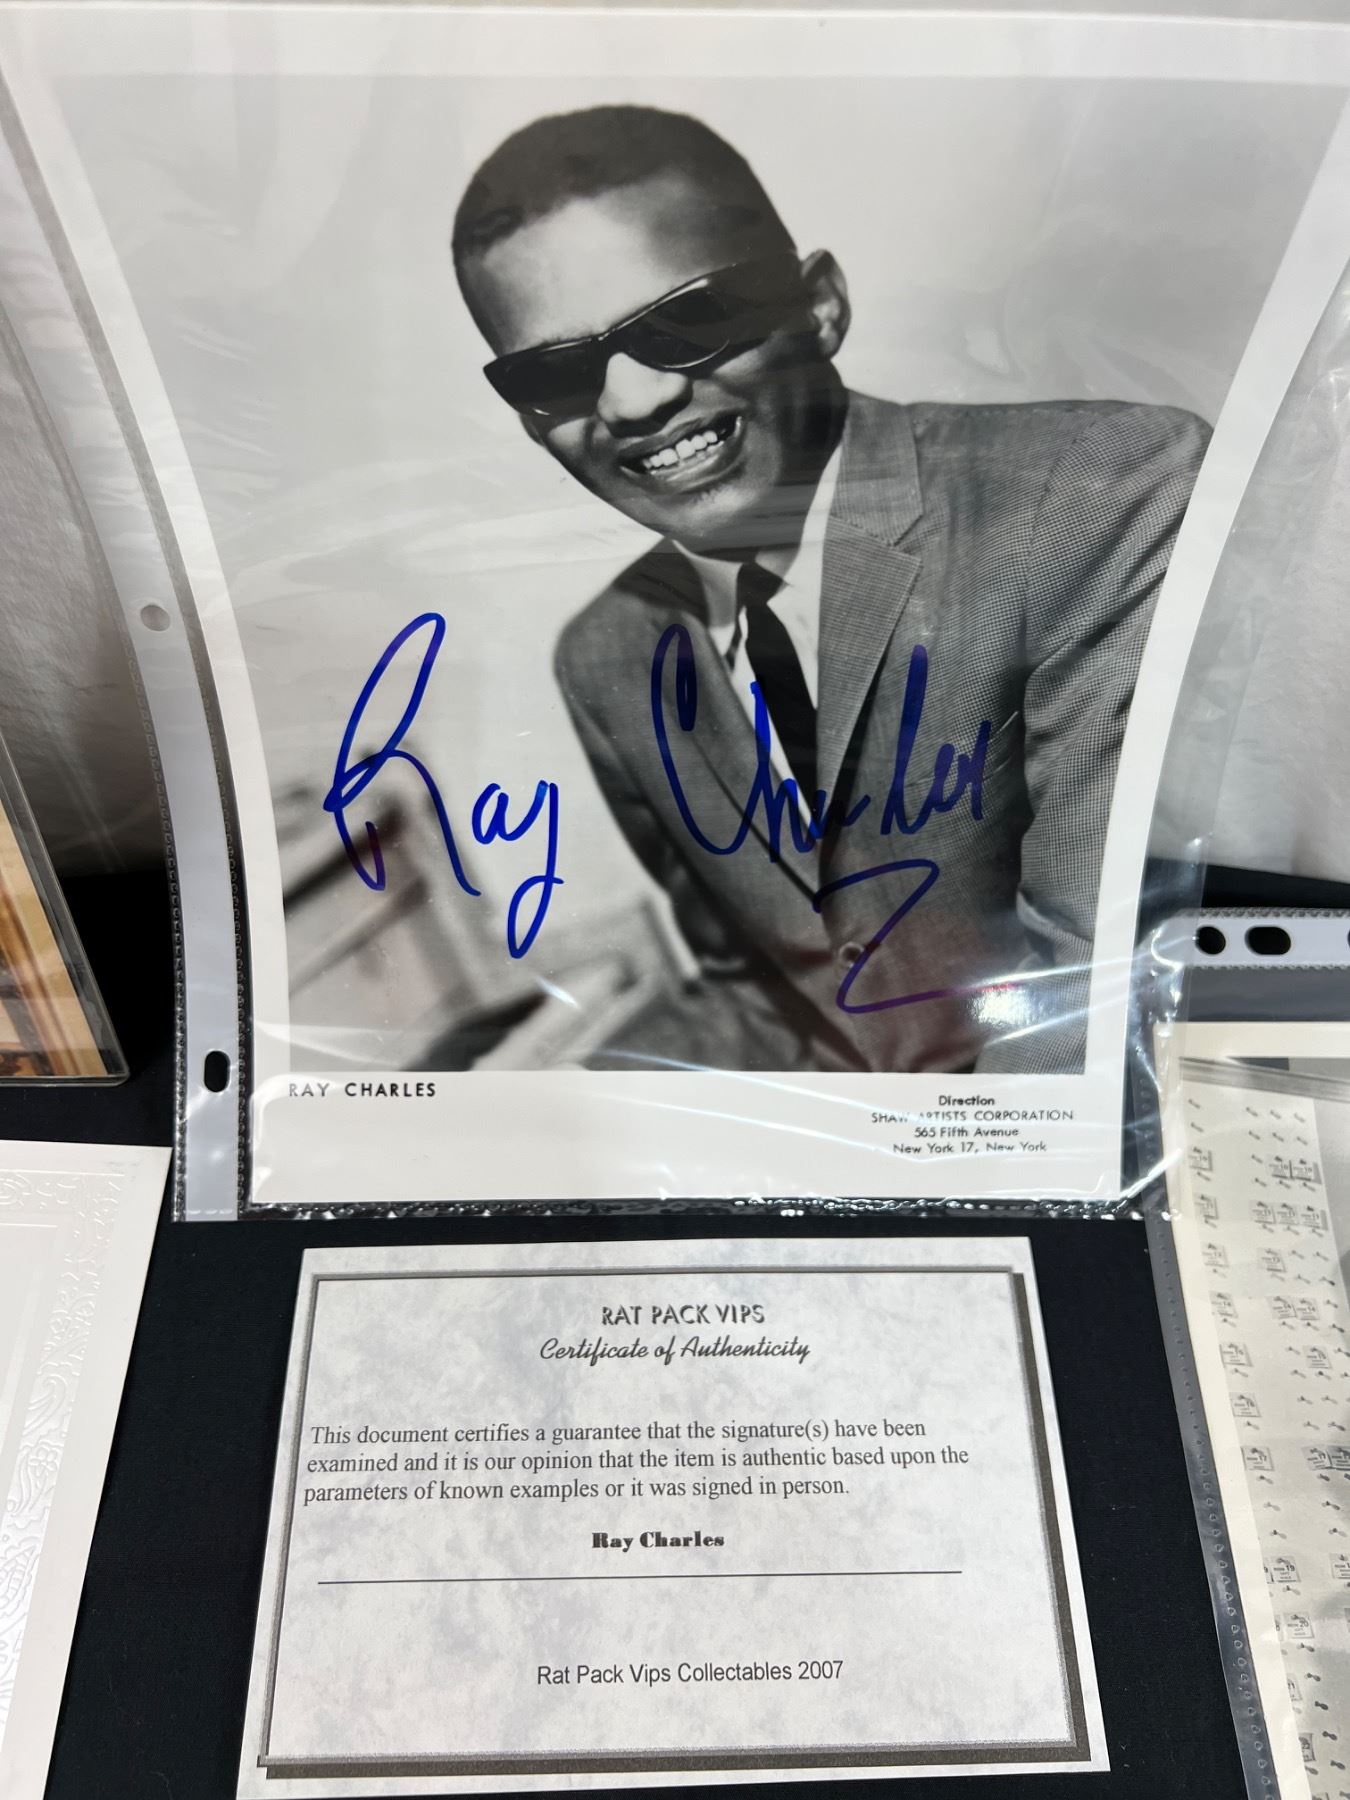 Ray Charles
RAY CHARLES
Direction
SHAW ARTISTS CORPORATION
565 Fifth Avenue
New York 17, New York
RAT PACK VIPS
Certificate of Authenticity
This document certifies a guarantee that the signature(s) have been
examined and it is our opinion that the item is authentic based upon the
parameters of known examples or it was signed in person.
Ray Charles
Rat Pack Vips Collectables 2007